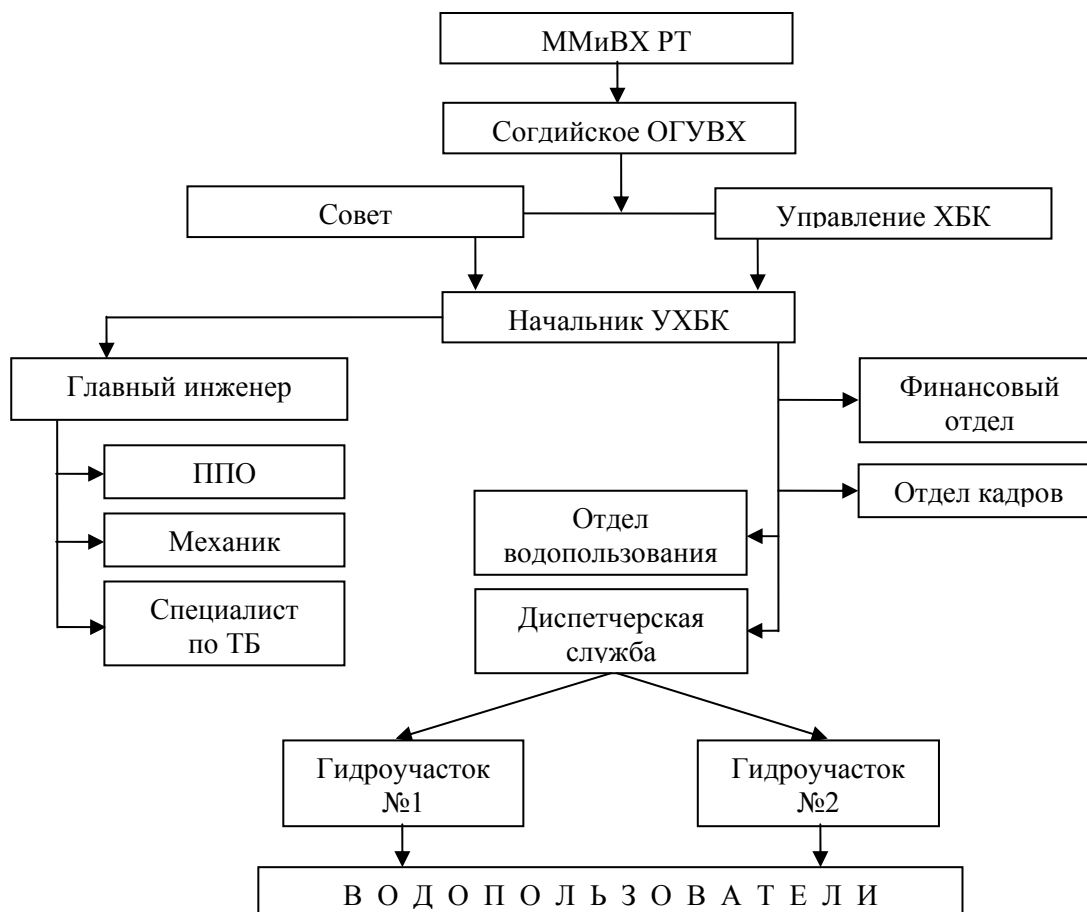 ММиВХ РТ
Согдийское ОГУВХ
Совет
Управление ХБК
Начальник УХБК
Главный инженер
Финансовый
отдел
ППО
Отдел кадров
Отдел
водопользования
Механик
Специалист
по ТБ
Диспетчерская
служба
Гидроучасток
№1
Гидроучасток
№2
В О Д О П О Л Ь З О В А Т Е Л И